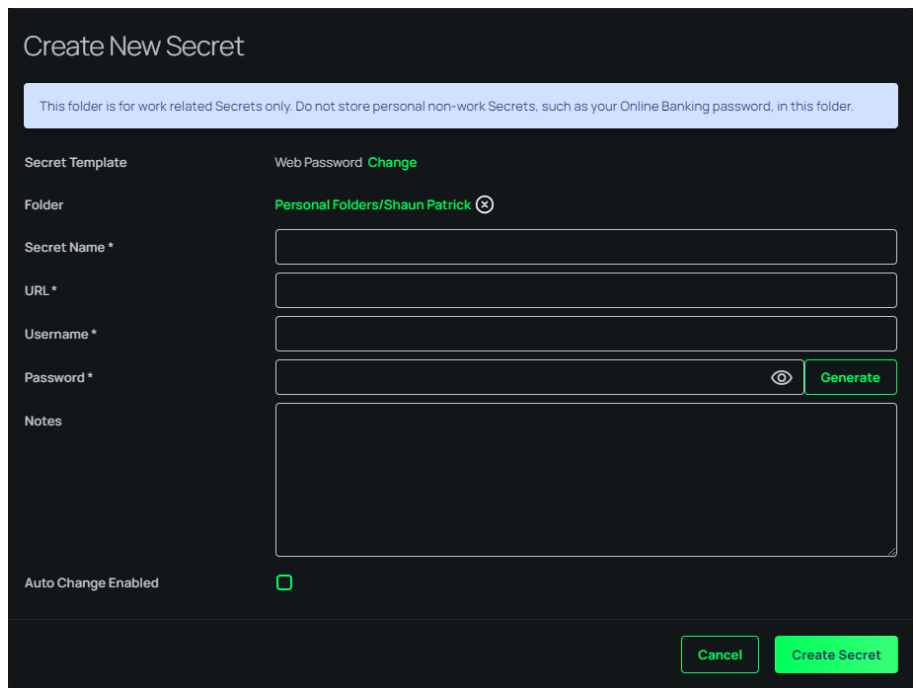 Create New Secret
This folder is for work related Secrets only. Do not store personal non-work Secrets, such as your Online Banking password, in this folder.
Secret Template Web Password Change
Folder Personal Folders/Shaun Patrick
Secret Name *
URL *
Username *
Password * Generate
Notes
Auto Change Enabled
Cancel Create Secret